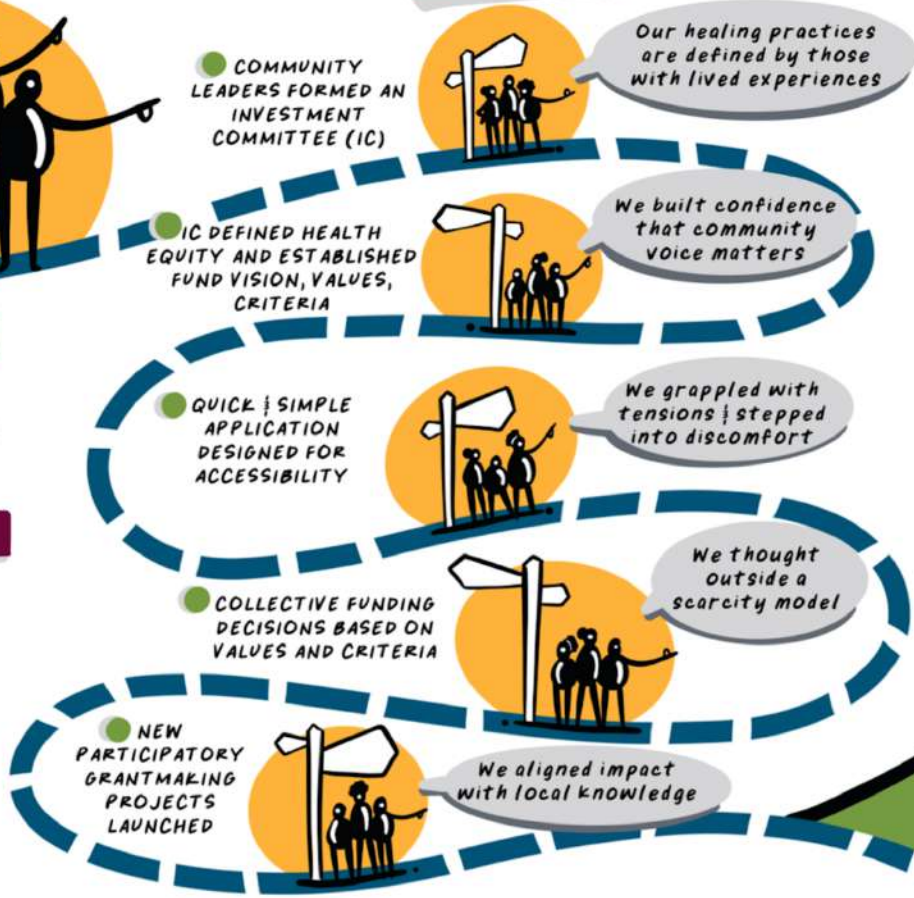 COMMUNITY
LEADERS FORMED AN
INVESTMENT
COMMITTEE (IC)
Our healing practices
are defined by those
with lived experiences
IC DEFINED HEALTH
EQUITY AND ESTABLISHED
FUND VISION, VALUES,
CRITERIA
We built confidence
that community
voice matters
QUICK & SIMPLE
APPLICATION
DESIGNED FOR
ACCESSIBILITY
We grappled with
tensions & stepped
into discomfort
COLLECTIVE FUNDING
DECISIONS BASED ON
VALUES AND CRITERIA
We thought
outside a
scarcity model
NEW
PARTICIPATORY
GRANTMAKING
PROJECTS
LAUNCHED
We aligned impact
with local knowledge